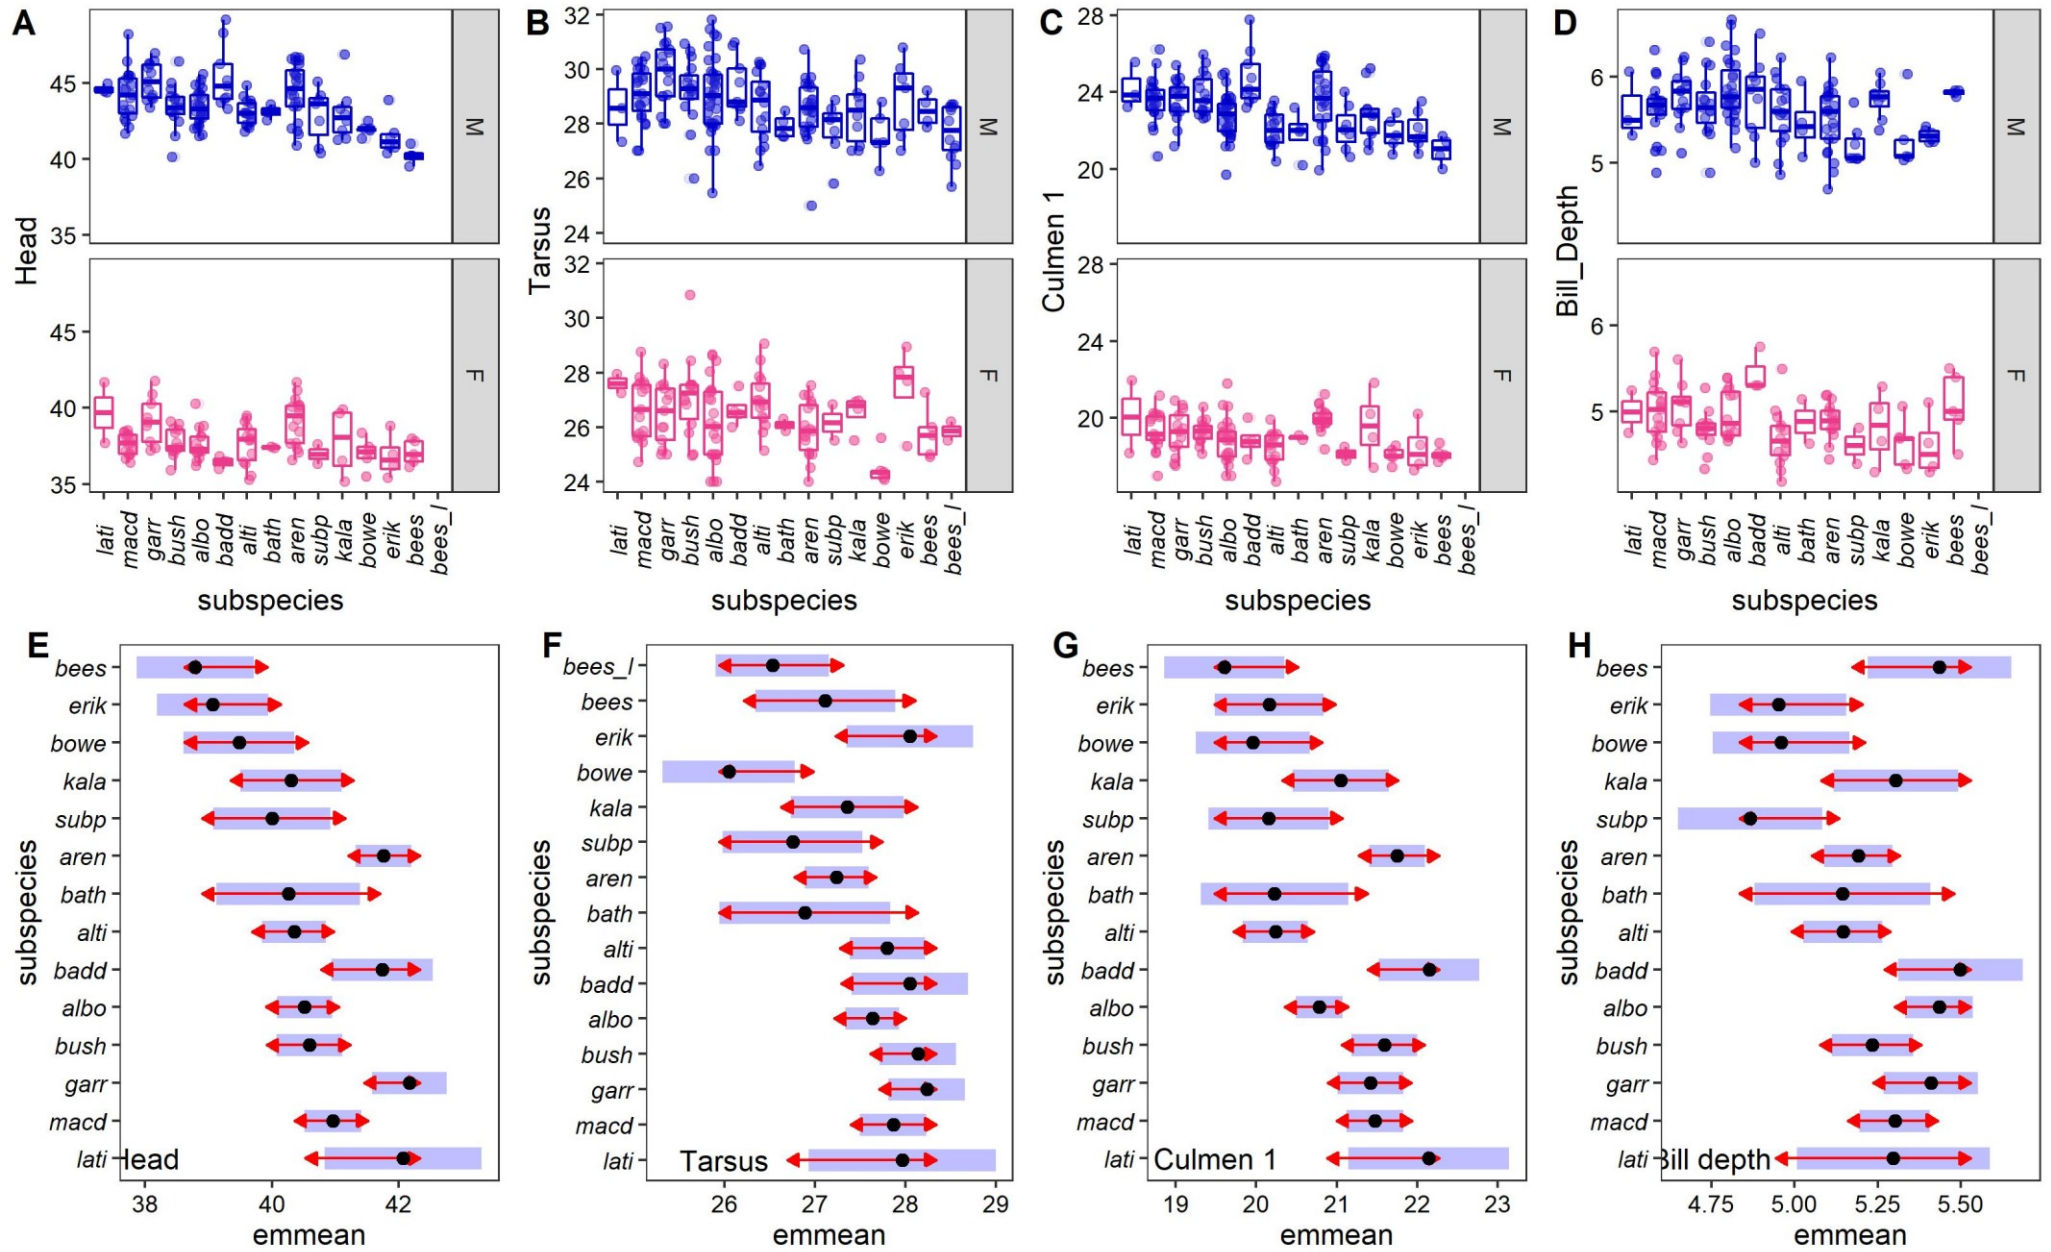 A
B
C
D
Head
45
40
35
45
40
35
M
F
lati
macd
garr
bush
albo
badd
alti
bath
aren
subp
kala
bowe
erik
bees
bees_l
subspecies
Tarsus
32
30
28
26
24
32
30
28
26
24
M
F
lati
macd
garr
bush
albo
badd
alti
bath
aren
subp
kala
bowe
erik
bees
bees_l
subspecies
Culmen 1
28
24
20
28
24
20
M
F
lati
macd
garr
bush
albo
badd
alti
bath
aren
subp
kala
bowe
erik
bees
bees_l
subspecies
Bill_Depth
6
5
6
5
M
F
lati
macd
garr
bush
albo
badd
alti
bath
aren
subp
kala
bowe
erik
bees
bees_l
subspecies
E
subspecies
bees
erik
bowe
kala
subp
aren
bath
alti
badd
albo
bush
garr
macd
lati
Head
38
40
42
emmean
F
subspecies
bees_l
bees
erik
bowe
kala
subp
aren
bath
alti
badd
albo
bush
garr
macd
lati
Tarsus
26
27
28
29
emmean
G
subspecies
bees
erik
bowe
kala
subp
aren
bath
alti
badd
albo
bush
garr
macd
lati
Culmen 1
19
20
21
22
23
emmean
H
subspecies
bees
erik
bowe
kala
subp
aren
bath
alti
badd
albo
bush
garr
macd
lati
Bill depth
4.75
5.00
5.25
5.50
emmean